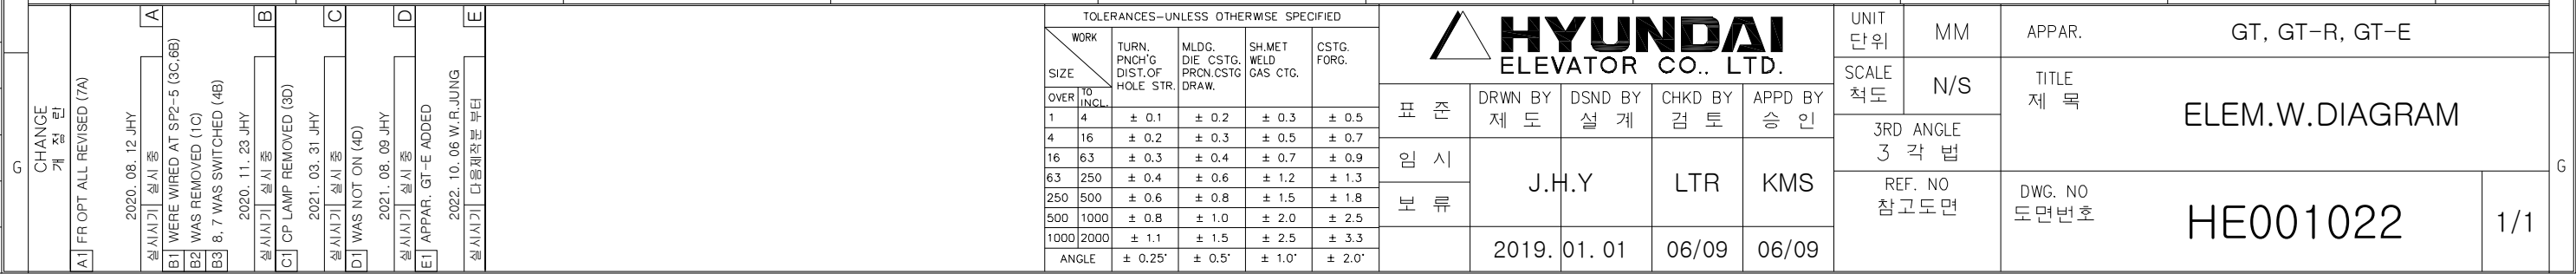 G
CHANGE
개 정 란
A1 FR OPT ALL REVISED (7A)
2020. 08. 12 JHY
실시시기 실시 중 A
B1 WERE WIRED AT SP2-5 (3C,6B)
B2 WAS REMOVED (1C)
B3 8, 7 WAS SWITCHED (4B)
2020. 11. 23 JHY
실시시기 실시 중 B
C1 CP LAMP REMOVED (3D)
2021. 03. 31 JHY
실시시기 실시 중 C
D1 WAS NOT ON (4D)
2021. 08. 09 JHY
실시시기 실시 중 D
E1 APPAR. GT-E ADDED
2022. 10. 06 W.R.JUNG
실시시기 다음제작분 부터 E
TOLERANCES-UNLESS OTHERWISE SPECIFIED
WORK
SIZE
TURN. PNCH'G DIST.OF HOLE STR.
MLDG. DIE CSTG. PRCN.CSTG DRAW.
SH.MET WELD GAS CTG.
CSTG. FORG.
OVER TO INCL.
1 4 ± 0.1 ± 0.2 ± 0.3 ± 0.5
4 16 ± 0.2 ± 0.3 ± 0.5 ± 0.7
16 63 ± 0.3 ± 0.4 ± 0.7 ± 0.9
63 250 ± 0.4 ± 0.6 ± 1.2 ± 1.3
250 500 ± 0.6 ± 0.8 ± 1.5 ± 1.8
500 1000 ± 0.8 ± 1.0 ± 2.0 ± 2.5
1000 2000 ± 1.1 ± 1.5 ± 2.5 ± 3.3
ANGLE ± 0.25° ± 0.5° ± 1.0° ± 2.0°
HYUNDAI
ELEVATOR CO., LTD.
표 준
임 시
보 류
DRWN BY 제 도
DSND BY 설 계
CHKD BY 검 토
APPD BY 승 인
J.H.Y LTR KMS
2019. 01. 01 06/09 06/09
UNIT 단위 MM
SCALE 척도 N/S
3RD ANGLE
3 각 법
REF. NO
참고도면
APPAR. GT, GT-R, GT-E
TITLE
제 목
ELEM.W.DIAGRAM
DWG. NO
도면번호
HE001022
1/1
G